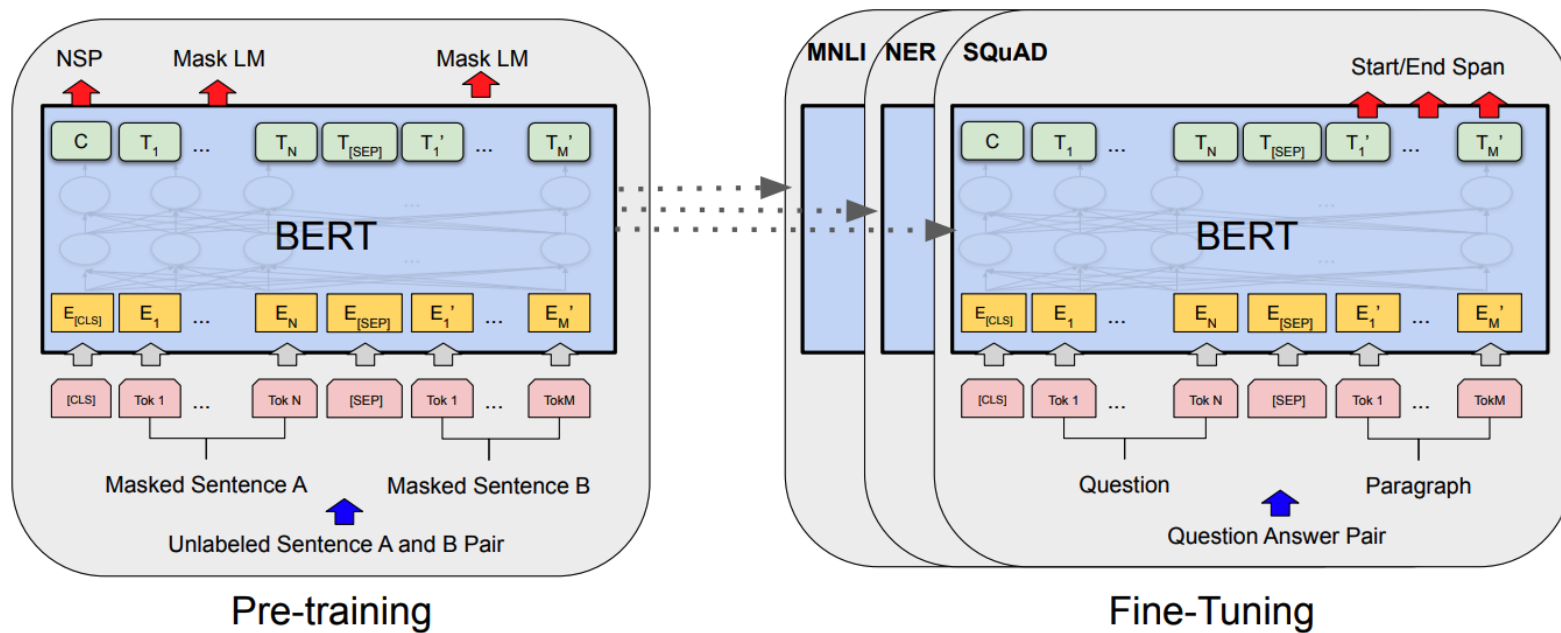 NSP Mask LM Mask LM
C T1 ... TN T[SEP] T1’ ... TM’
...
BERT
...
E[CLS] E1 ... EN E[SEP] E1’ ... EM’
[CLS] Tok 1 ... Tok N [SEP] Tok 1 ... TokM
Masked Sentence A Masked Sentence B
Unlabeled Sentence A and B Pair
Pre-training
MNLI NER SQuAD
Start/End Span
C T1 ... TN T[SEP] T1’ ... TM’
...
BERT
...
E[CLS] E1 ... EN E[SEP] E1’ ... EM’
[CLS] Tok 1 ... Tok N [SEP] Tok 1 ... TokM
Question Paragraph
Question Answer Pair
Fine-Tuning